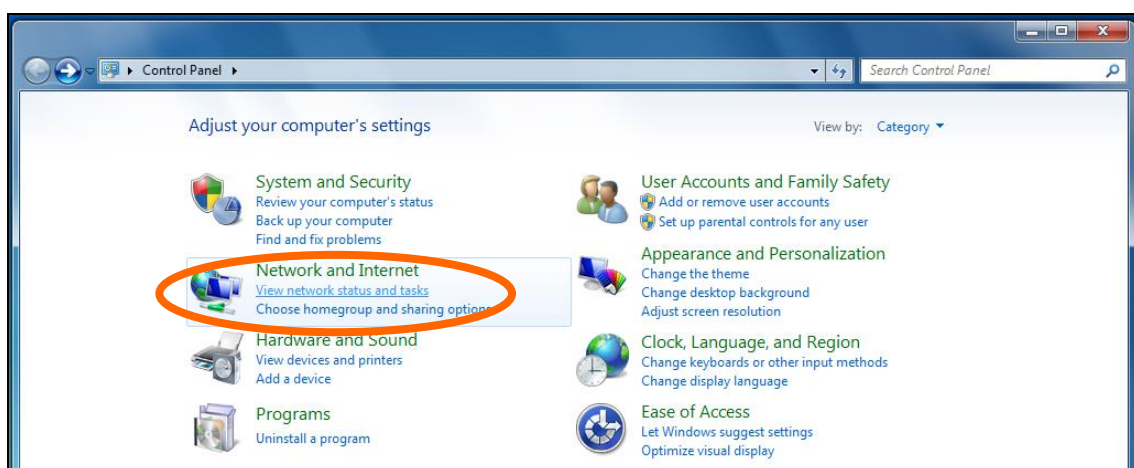 Control Panel
Search Control Panel
Adjust your computer's settings
View by: Category
System and Security
Review your computer's status
Back up your computer
Find and fix problems
Network and Internet
View network status and tasks
Choose homegroup and sharing options
Hardware and Sound
View devices and printers
Add a device
Programs
Uninstall a program
User Accounts and Family Safety
Add or remove user accounts
Set up parental controls for any user
Appearance and Personalization
Change the theme
Change desktop background
Adjust screen resolution
Clock, Language, and Region
Change keyboards or other input methods
Change display language
Ease of Access
Let Windows suggest settings
Optimize visual display